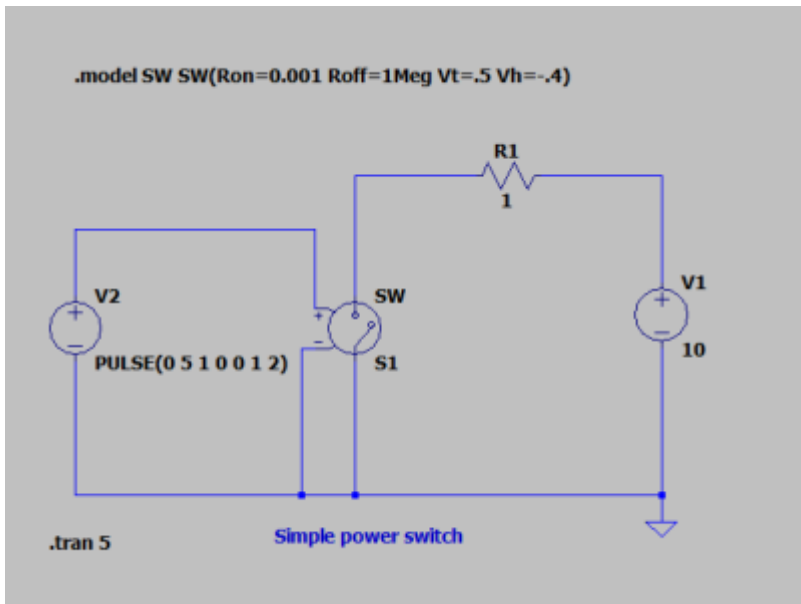 .model SW SW(Ron=0.001 Roff=1Meg Vt=.5 Vh=-.4)
R1
1
V2
+
−
PULSE(0 5 1 0 0 1 2)
SW
+
−
S1
V1
+
−
10
.tran 5
Simple power switch